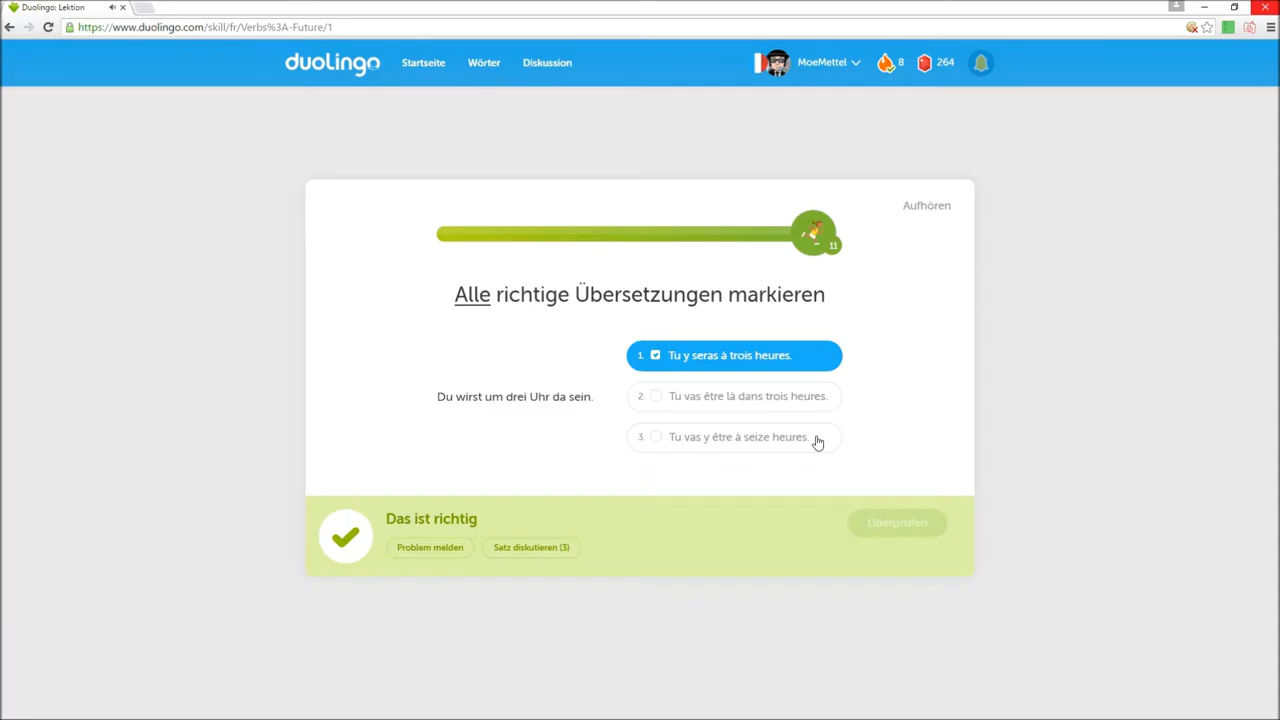 Duolingo: Lektion
https://www.duolingo.com/skill/fr/Verbs%3A-Future/1
duolingo
Startseite
Wörter
Diskussion
MoeMettel
8
264
Aufhören
11
Alle richtige Übersetzungen markieren
Du wirst um drei Uhr da sein.
1. Tu y seras à trois heures.
2. Tu vas être là dans trois heures.
3. Tu vas y être à seize heures.
Das ist richtig
Problem melden
Satz diskutieren (3)
Überprüfen